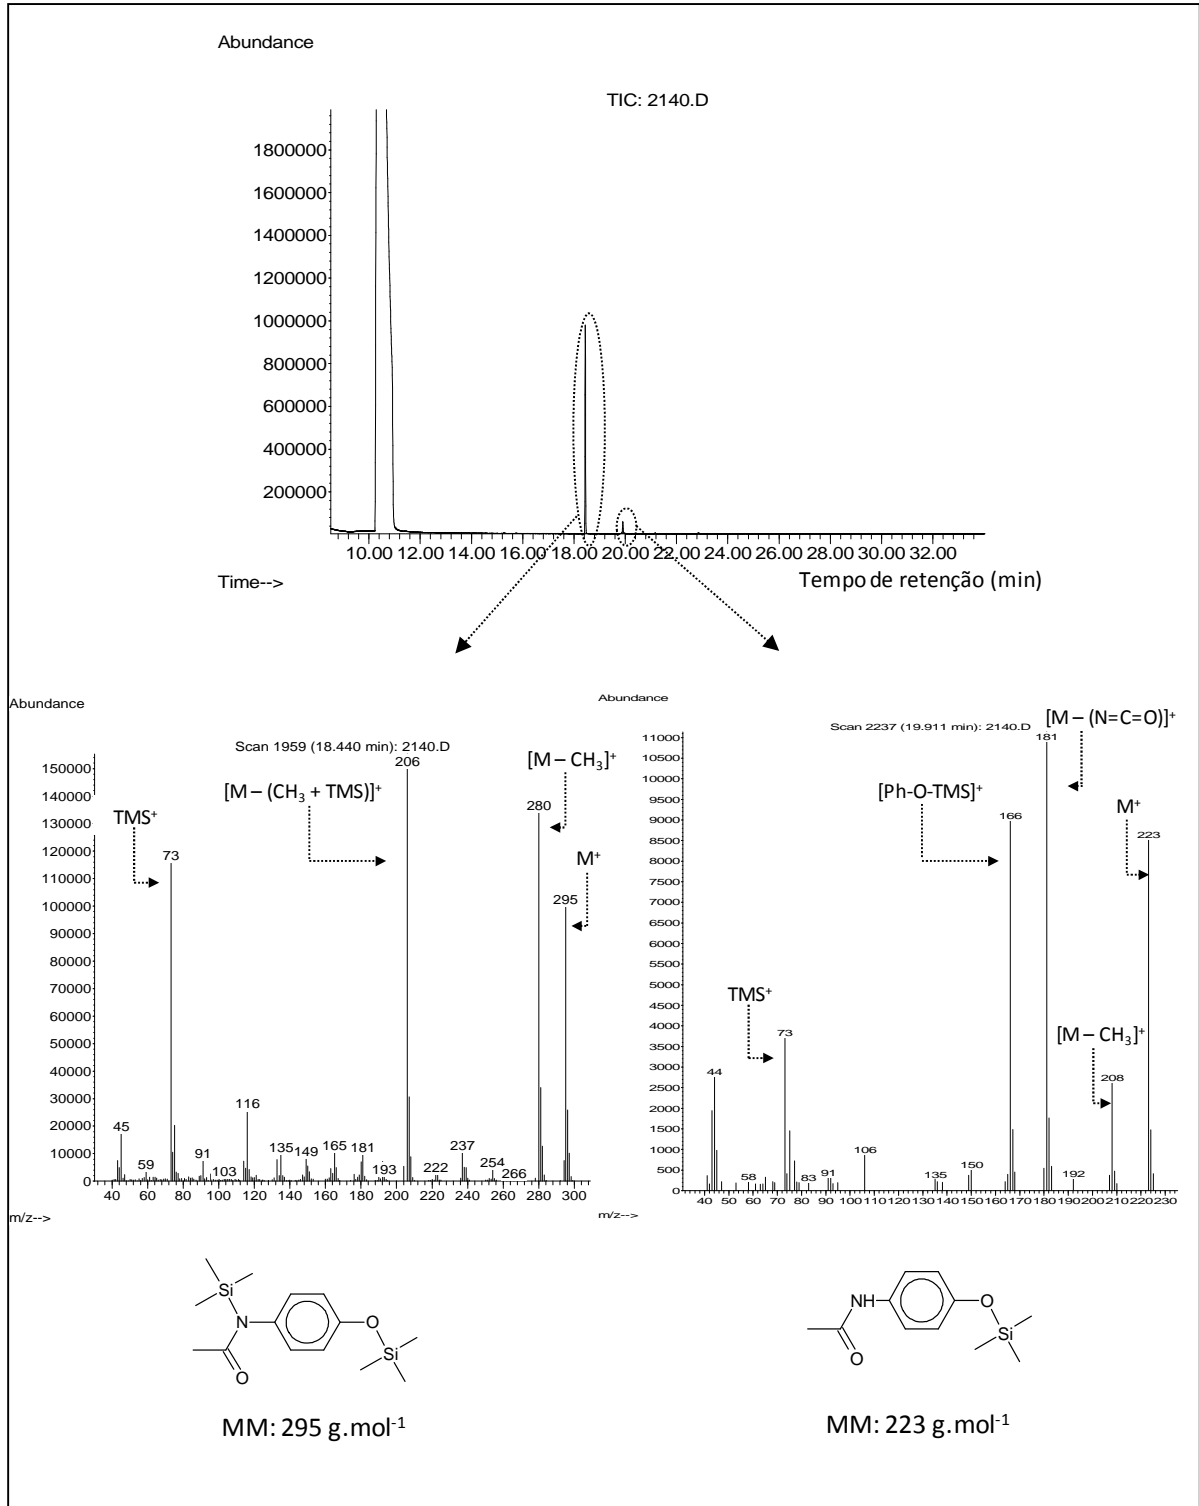 Abundance
TIC: 2140.D
1800000
1600000
1400000
1200000
1000000
800000
600000
400000
200000
10.00 12.00 14.00 16.00 18.00 20.00 22.00 24.00 26.00 28.00 30.00 32.00
Time-->
Tempo de retenção (min)
Abundance
Scan 1959 (18.440 min): 2140.D
150000
140000
130000
120000
110000
100000
90000
80000
70000
60000
50000
40000
30000
20000
10000
0
TMS⁺
[M – (CH₃ + TMS)]⁺
[M – CH₃]⁺
M⁺
206
280
73
295
116
45
59
91
103
135
149
165
181
193
222
237
254
266
40 60 80 100 120 140 160 180 200 220 240 260 280 300
m/z-->
Abundance
Scan 2237 (19.911 min): 2140.D
[M – (N=C=O)]⁺
11000
10500
10000
9500
9000
8500
8000
7500
7000
6500
6000
5500
5000
4500
4000
3500
3000
2500
2000
1500
1000
500
0
[Ph-O-TMS]⁺
M⁺
TMS⁺
[M – CH₃]⁺
181
166
223
73
44
208
106
58
83
91
135
150
192
40 50 60 70 80 90 100 110 120 130 140 150 160 170 180 190 200 210 220 230
m/z-->
Si
N
O
O
Si
MM: 295 g.mol⁻¹
NH
O
O
Si
MM: 223 g.mol⁻¹